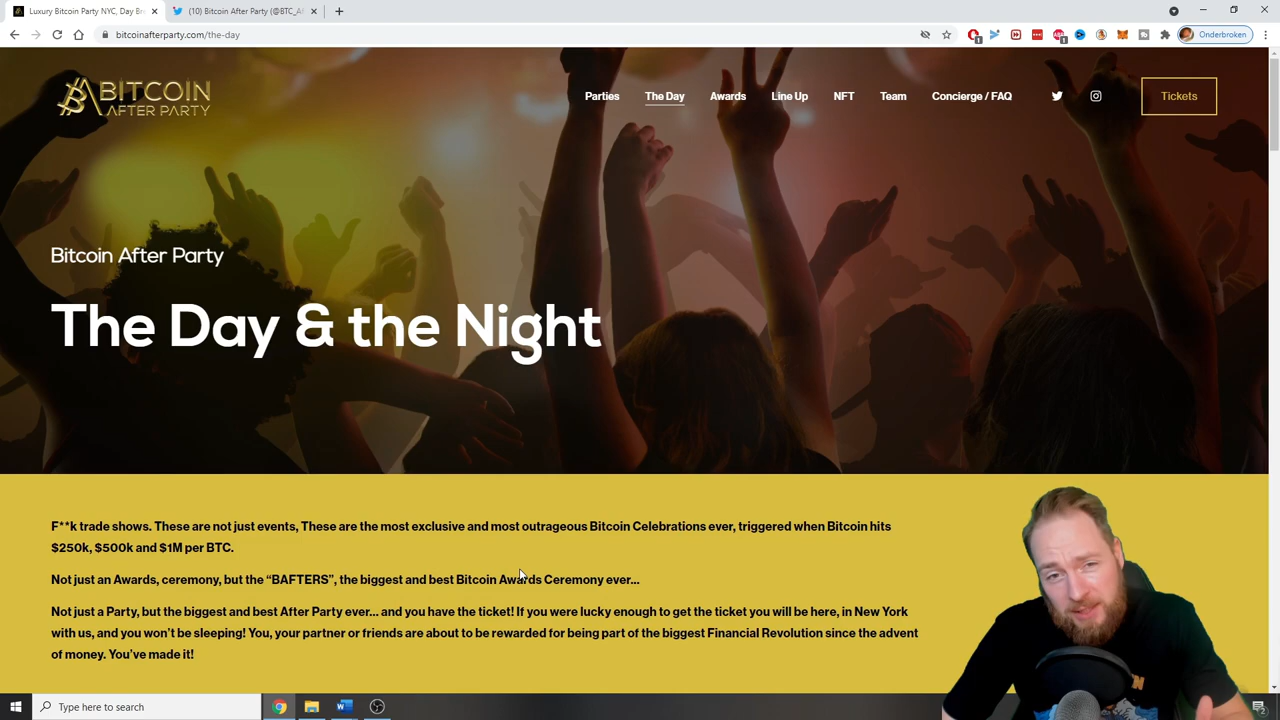 Luxury Bitcoin Party NYC, Day Br
(10) Bitcoin After Party (@BTC_Af
bitcoinafterparty.com/the-day
Onderbroken
BITCOIN
AFTER PARTY
Parties
The Day
Awards
Line Up
NFT
Team
Concierge / FAQ
Tickets
Bitcoin After Party
The Day & the Night
F**k trade shows. These are not just events, These are the most exclusive and most outrageous Bitcoin Celebrations ever, triggered when Bitcoin hits
$250k, $500k and $1M per BTC.
Not just an Awards, ceremony, but the “BAFTERS”, the biggest and best Bitcoin Awards Ceremony ever...
Not just a Party, but the biggest and best After Party ever... and you have the ticket! If you were lucky enough to get the ticket you will be here, in New York
with us, and you won’t be sleeping! You, your partner or friends are about to be rewarded for being part of the biggest Financial Revolution since the advent
of money. You’ve made it!
Type here to search